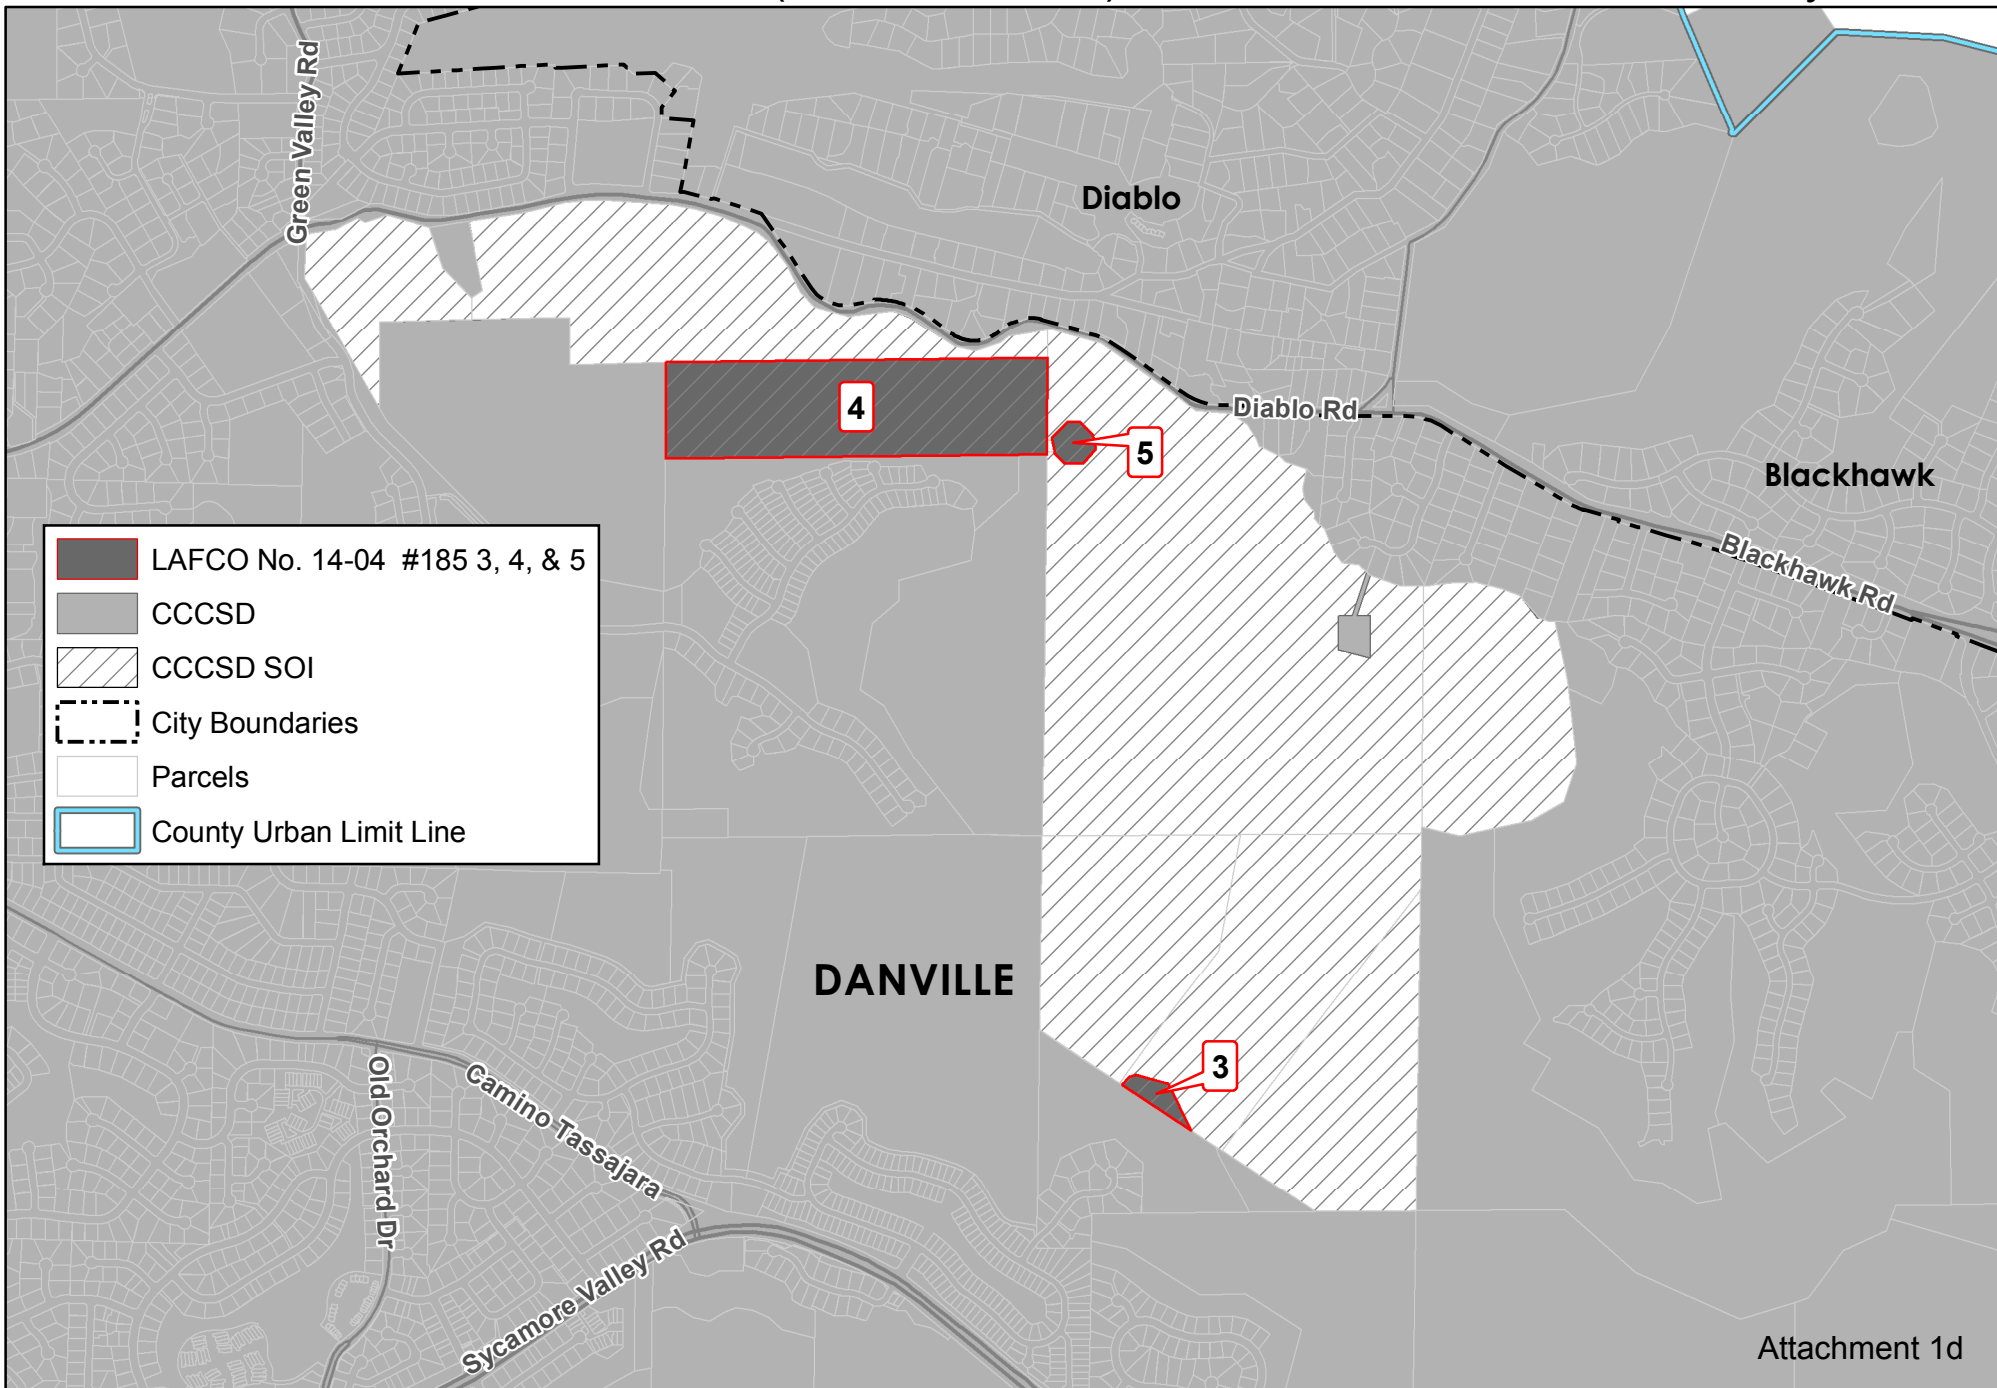 Green Valley Rd
Diablo
4
5
Diablo Rd
Blackhawk
Blackhawk Rd
LAFCO No. 14-04 #185 3, 4, & 5
CCCSD
CCCSD SOI
City Boundaries
Parcels
County Urban Limit Line
DANVILLE
3
Old Orchard Dr
Camino Tassajara
Sycamore Valley Rd
Attachment 1d